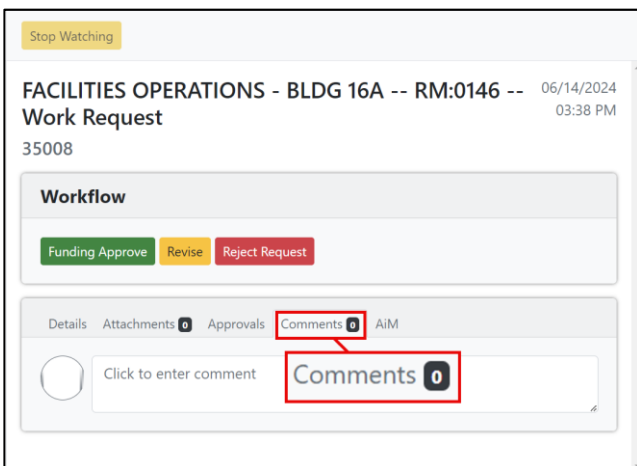 Stop Watching
FACILITIES OPERATIONS - BLDG 16A -- RM:0146 --
Work Request
06/14/2024
03:38 PM
35008
Workflow
Funding Approve Revise Reject Request
Details Attachments 0 Approvals Comments 0 AiM
Click to enter comment
Comments 0